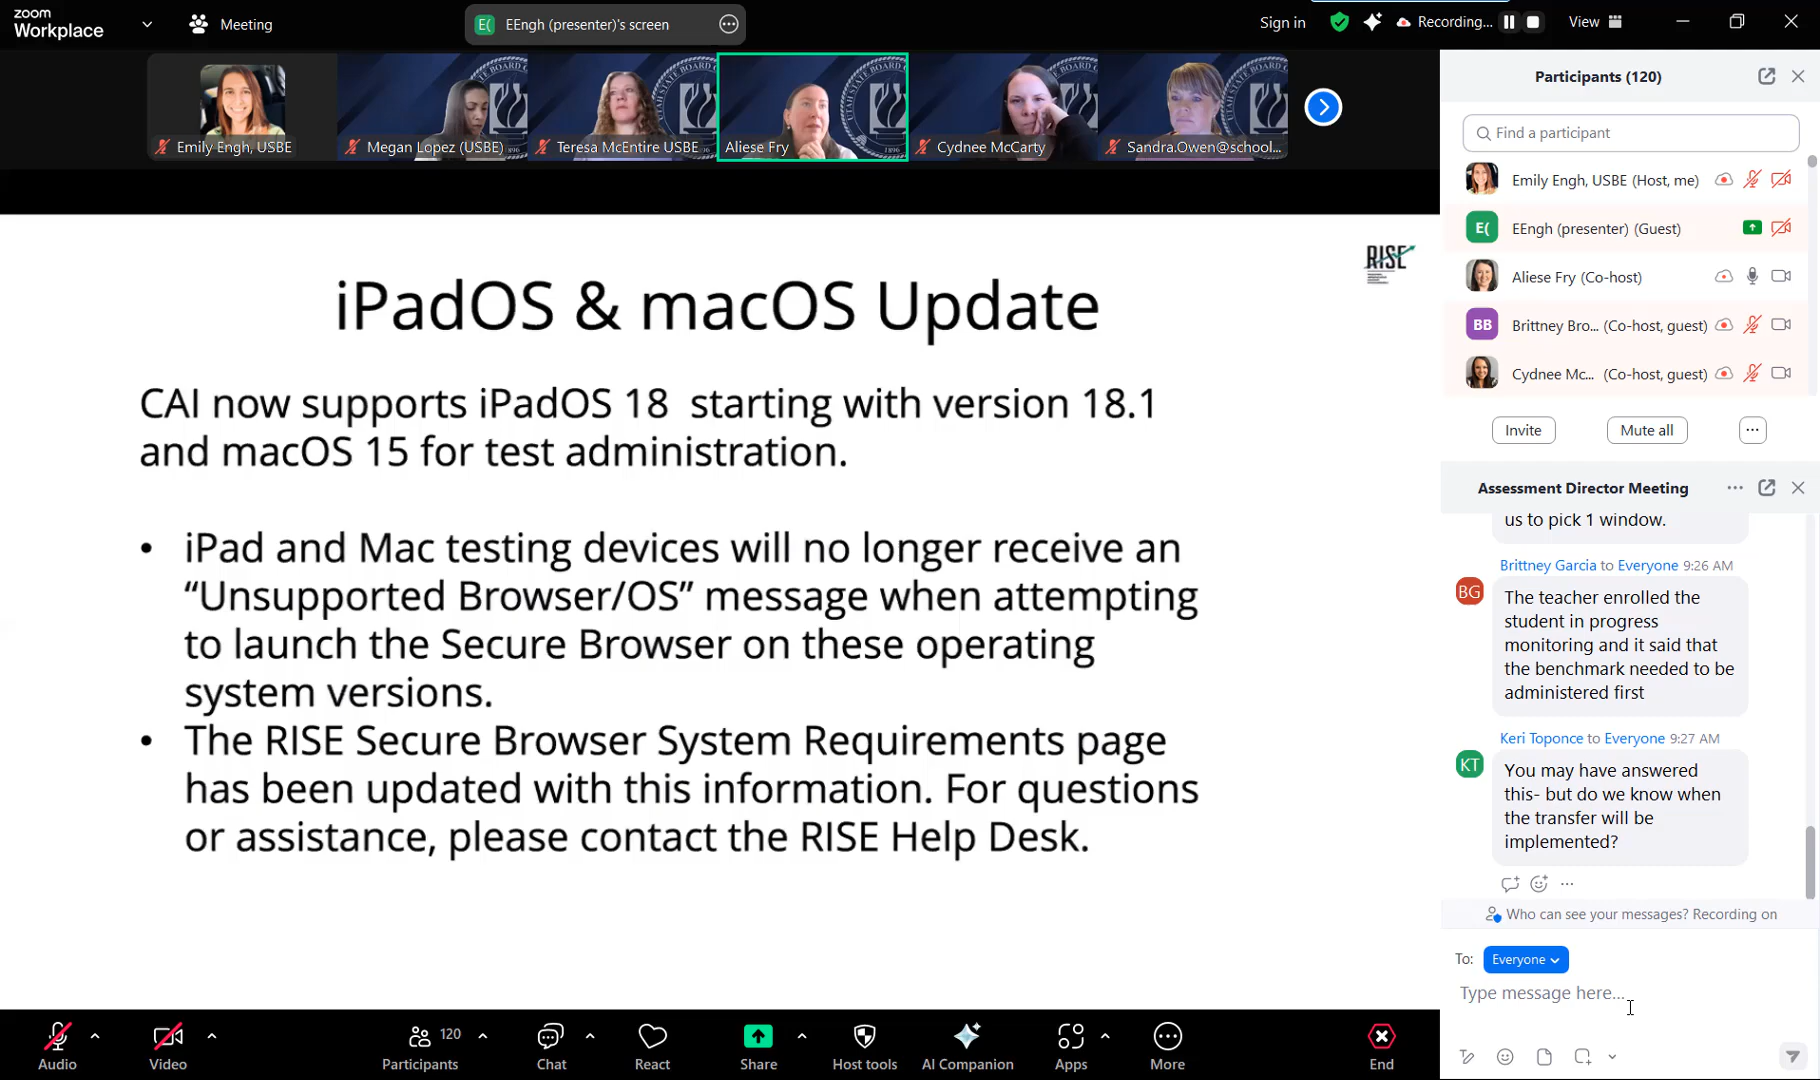 zoom
Workplace
Meeting
E( EEngh (presenter)'s screen
Sign in
Recording...
View
Emily Engh, USBE
Megan Lopez (USBE)
Teresa McEntire USBE
Aliese Fry
Cydnee McCarty
Sandra.Owen@school...
RISE
iPadOS & macOS Update
CAI now supports iPadOS 18 starting with version 18.1
and macOS 15 for test administration.
• iPad and Mac testing devices will no longer receive an
“Unsupported Browser/OS” message when attempting
to launch the Secure Browser on these operating
system versions.
• The RISE Secure Browser System Requirements page
has been updated with this information. For questions
or assistance, please contact the RISE Help Desk.
Participants (120)
Find a participant
Emily Engh, USBE (Host, me)
E( EEngh (presenter) (Guest)
Aliese Fry (Co-host)
BB Brittney Bro... (Co-host, guest)
Cydnee Mc... (Co-host, guest)
Invite
Mute all
...
Assessment Director Meeting
us to pick 1 window.
Brittney Garcia to Everyone 9:26 AM
BG
The teacher enrolled the
student in progress
monitoring and it said that
the benchmark needed to be
administered first
Keri Toponce to Everyone 9:27 AM
KT
You may have answered
this- but do we know when
the transfer will be
implemented?
Who can see your messages? Recording on
To: Everyone
Type message here...
Audio
Video
120
Participants
Chat
React
Share
Host tools
AI Companion
Apps
More
End